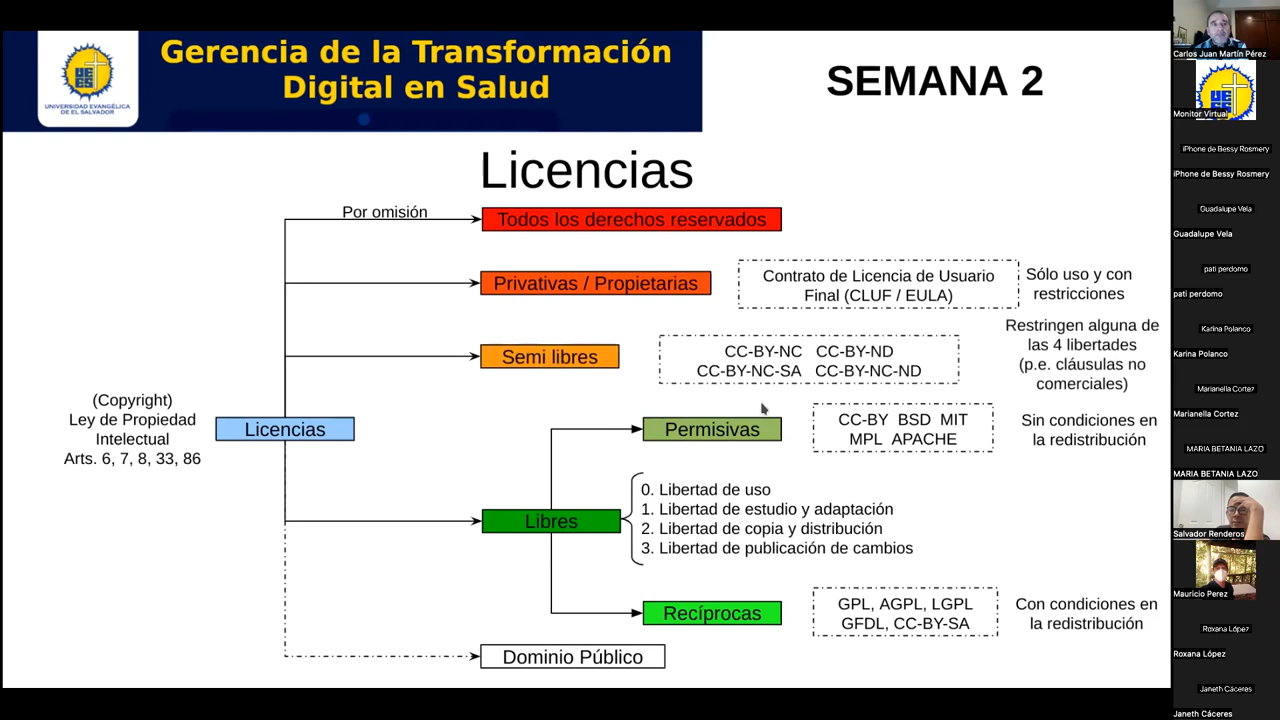 Gerencia de la Transformación
Digital en Salud
UNIVERSIDAD EVANGÉLICA
DE EL SALVADOR
SEMANA 2
Licencias
Por omisión
Todos los derechos reservados
Privativas / Propietarias
Contrato de Licencia de Usuario
Final (CLUF / EULA)
Sólo uso y con
restricciones
Semi libres
CC-BY-NC CC-BY-ND
CC-BY-NC-SA CC-BY-NC-ND
Restringen alguna de
las 4 libertades
(p.e. cláusulas no
comerciales)
(Copyright)
Ley de Propiedad
Intelectual
Arts. 6, 7, 8, 33, 86
Licencias
Permisivas
CC-BY BSD MIT
MPL APACHE
Sin condiciones en
la redistribución
Libres
0. Libertad de uso
1. Libertad de estudio y adaptación
2. Libertad de copia y distribución
3. Libertad de publicación de cambios
Recíprocas
GPL, AGPL, LGPL
GFDL, CC-BY-SA
Con condiciones en
la redistribución
Dominio Público
Carlos Juan Martín Pérez
UEES
Monitor Virtual
iPhone de Bessy Rosmery
iPhone de Bessy Rosmery
Guadalupe Vela
Guadalupe Vela
pati perdomo
pati perdomo
Karina Polanco
Karina Polanco
Marianella Cortez
Marianella Cortez
MARIA BETANIA LAZO
MARIA BETANIA LAZO
Salvador Renderos
Mauricio Perez
Roxana López
Roxana López
Janeth Cáceres
Janeth Cáceres